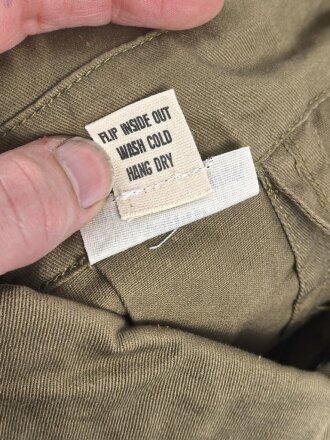 FLIP INSIDE OUT
WASH COLD
HANG DRY